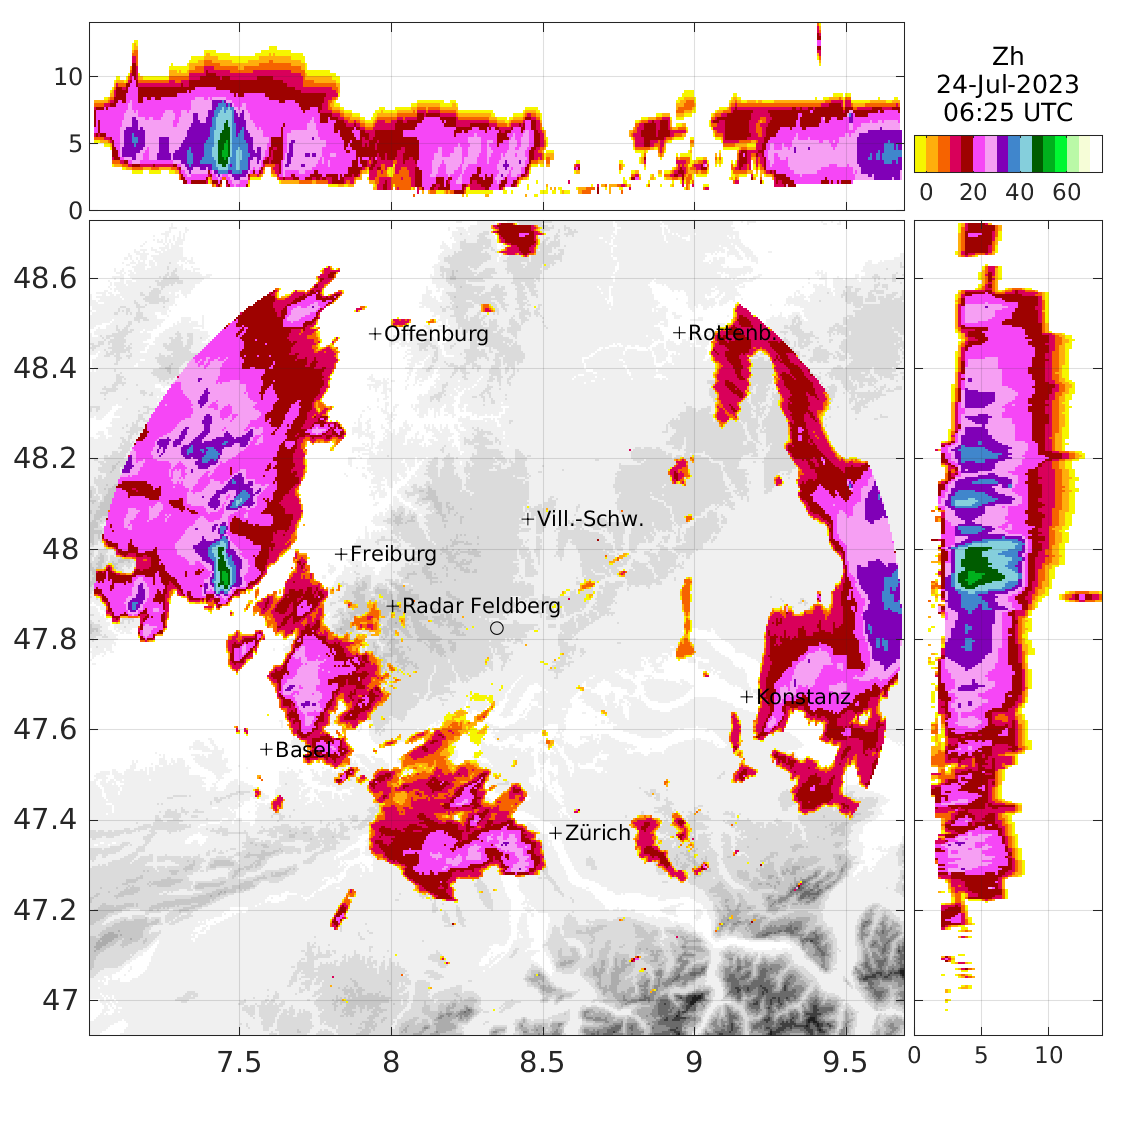 10
5
0
Zh
24-Jul-2023
06:25 UTC
0 20 40 60
48.6
48.4
48.2
48
47.8
47.6
47.4
47.2
47
+Offenburg
+Rottenb.
+Vill.-Schw.
+Freiburg
+Radar Feldberg
+Konstanz
+Basel
+Zürich
7.5 8 8.5 9 9.5
0 5 10